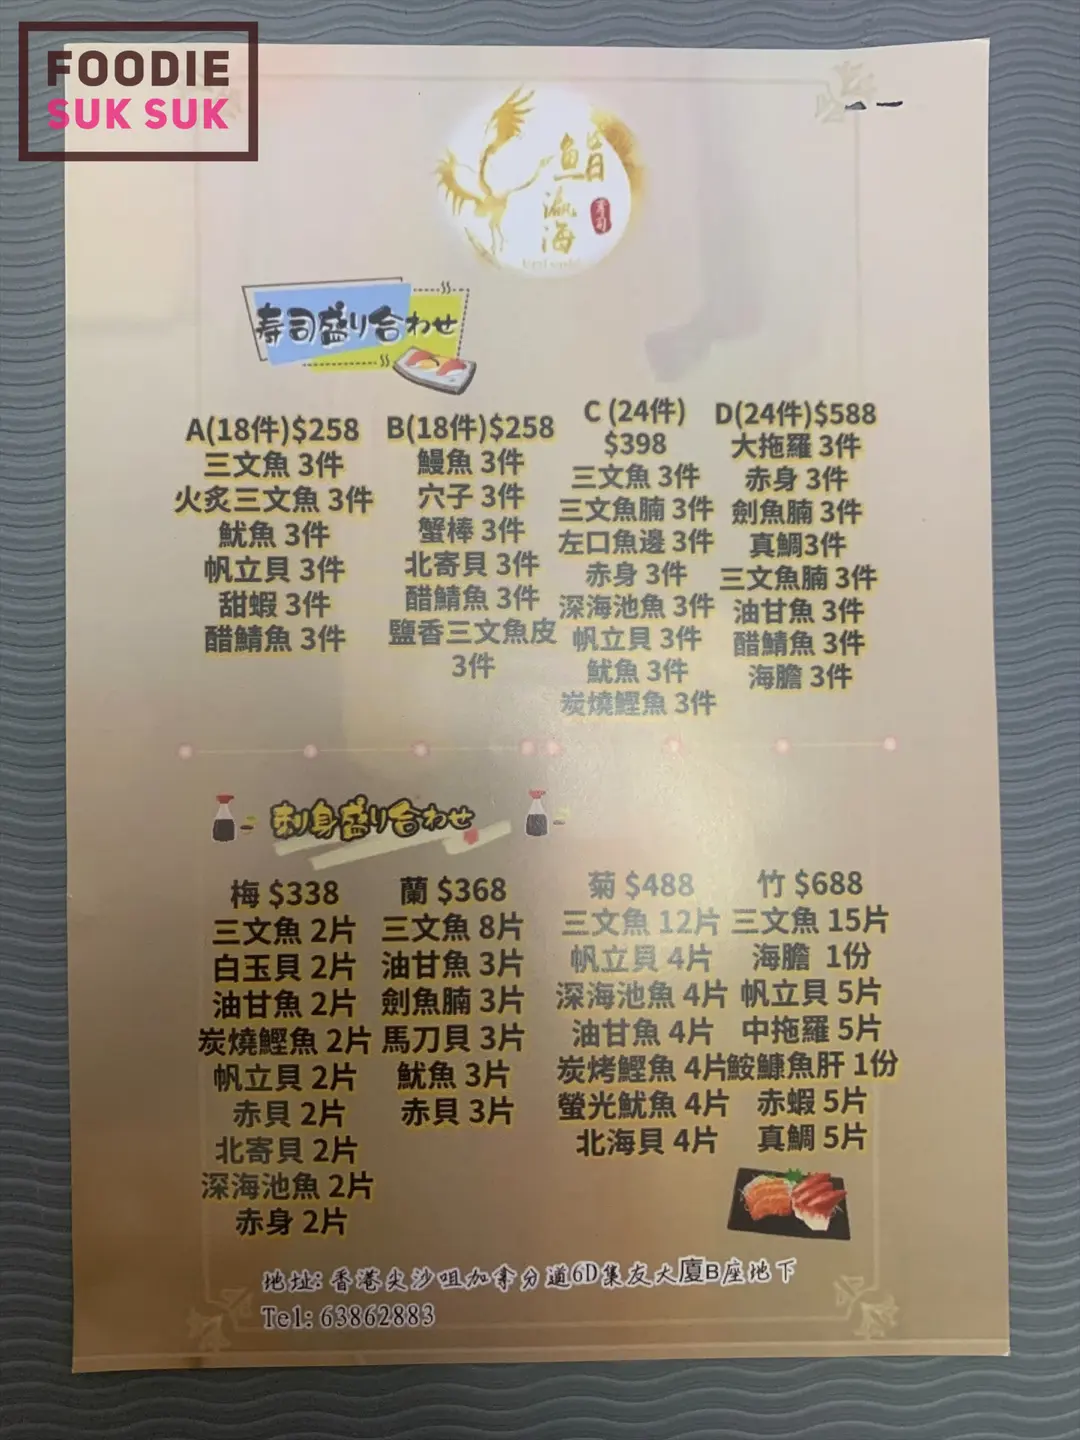 FOODIE
SUK SUK
鮨
瀛
海
寿司
寿司盛り合わせ
A(18件)$258
三文魚 3件
火炙三文魚 3件
魷魚 3件
帆立貝 3件
甜蝦 3件
醋鯖魚 3件
B(18件)$258
鰻魚 3件
穴子 3件
蟹棒 3件
北寄貝 3件
醋鯖魚 3件
鹽香三文魚皮
3件
C (24件)
$398
三文魚 3件
三文魚腩 3件
左口魚邊 3件
赤身 3件
深海池魚 3件
帆立貝 3件
魷魚 3件
炭燒鰹魚 3件
D(24件)$588
大拖羅 3件
赤身 3件
劍魚腩 3件
真鯛3件
三文魚腩 3件
油甘魚 3件
醋鯖魚 3件
海膽 3件
刺身盛り合わせ
梅 $338
三文魚 2片
白玉貝 2片
油甘魚 2片
炭燒鰹魚 2片
帆立貝 2片
赤貝 2片
北寄貝 2片
深海池魚 2片
赤身 2片
蘭 $368
三文魚 8片
油甘魚 3片
劍魚腩 3片
馬刀貝 3片
魷魚 3片
赤貝 3片
菊 $488
三文魚 12片
帆立貝 4片
深海池魚 4片
油甘魚 4片
炭烤鰹魚 4片
螢光魷魚 4片
北海貝 4片
竹 $688
三文魚 15片
海膽 1份
帆立貝 5片
中拖羅 5片
鮟鱇魚肝 1份
赤蝦 5片
真鯛 5片
地址: 香港尖沙咀加拿分道6D集友大廈B座地下
Tel: 63862883